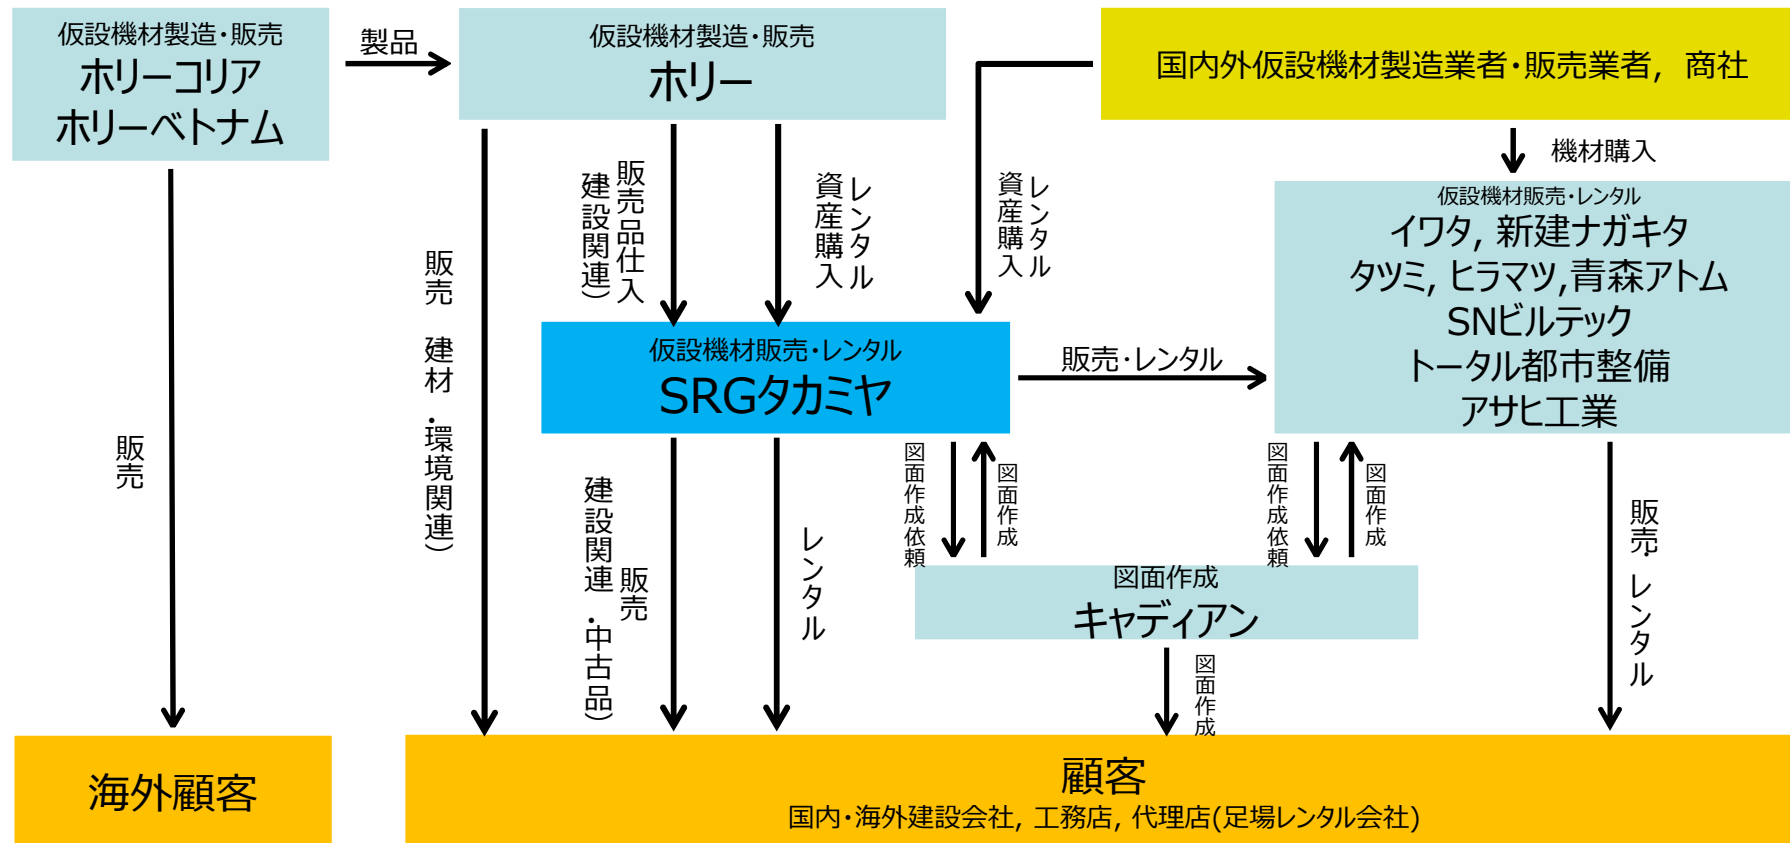 仮設機材製造・販売
ホリーコリア
ホリーベトナム
製品
仮設機材製造・販売
ホリー
国内外仮設機材製造業者・販売業者, 商社
機材購入
販売品仕入
建設関連)
レンタル
資産購入
レンタル
資産購入
仮設機材販売・レンタル
イワタ, 新建ナガキタ
タツミ, ヒラマツ,青森アトム
SNビルテック
トータル都市整備
アサヒ工業
販売 建材・環境関連)
仮設機材販売・レンタル
SRGタカミヤ
販売・レンタル
販売
販売
建設関連・中古品)
レンタル
図面作成依頼
図面作成
図面作成依頼
図面作成
販売・レンタル
図面作成
キャディアン
図面作成
海外顧客
顧客
国内・海外建設会社, 工務店, 代理店(足場レンタル会社)